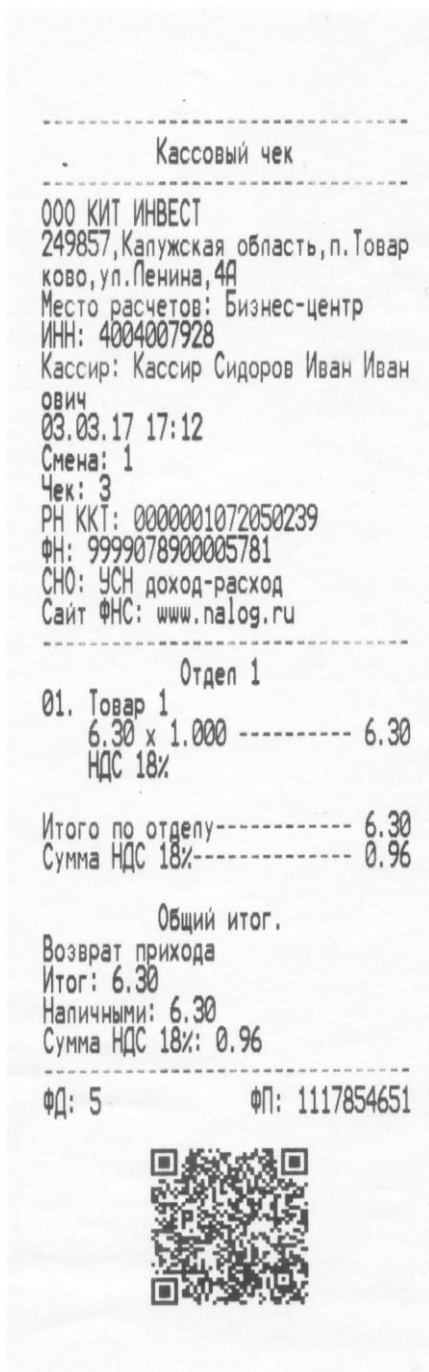 Кассовый чек
ООО КИТ ИНВЕСТ
249857,Калужская область,п.Товар
ково,ул.Ленина,4А
Место расчетов: Бизнес-центр
ИНН: 4004007928
Кассир: Кассир Сидоров Иван Иван
ович
03.03.17 17:12
Смена: 1
Чек: 3
РН ККТ: 0000001072050239
ФН: 9999078900005781
СНО: УСН доход-расход
Сайт ФНС: www.nalog.ru
Отдел 1
01. Товар 1
6.30 x 1.000 ---------- 6.30
НДС 18%
Итого по отделу----------- 6.30
Сумма НДС 18%------------- 0.96
Общий итог.
Возврат прихода
Итог: 6.30
Наличными: 6.30
Сумма НДС 18%: 0.96
ФД: 5 ФП: 1117854651